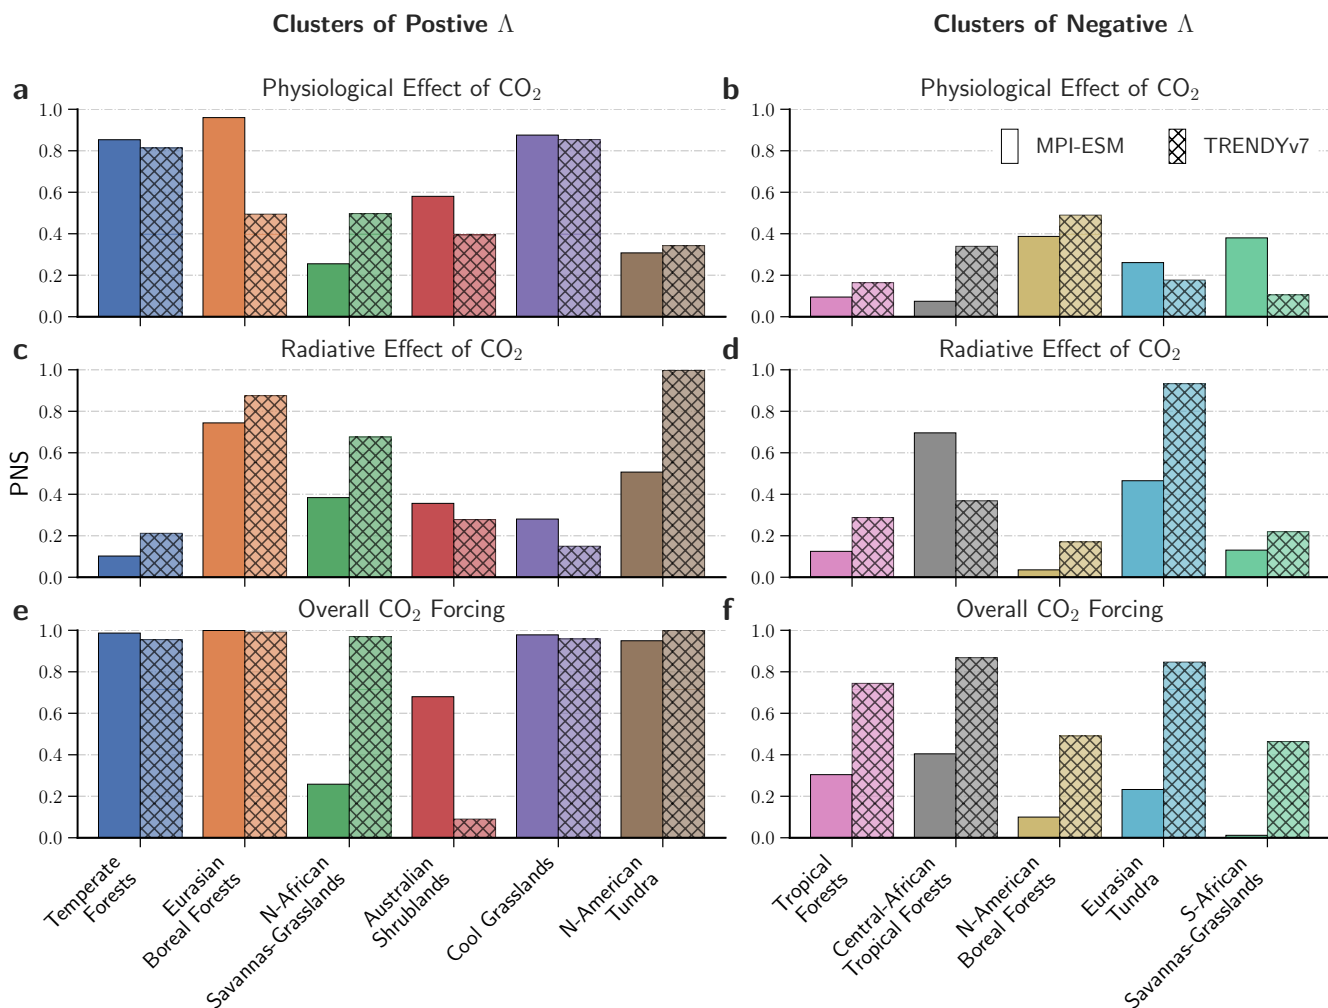 Clusters of Postive Λ
Clusters of Negative Λ
a
Physiological Effect of CO₂
1.0
0.8
0.6
0.4
0.2
0.0
b
Physiological Effect of CO₂
1.0
0.8
0.6
0.4
0.2
0.0
MPI-ESM
TRENDYv7
c
Radiative Effect of CO₂
1.0
0.8
0.6
0.4
0.2
0.0
PNS
d
Radiative Effect of CO₂
1.0
0.8
0.6
0.4
0.2
0.0
e
Overall CO₂ Forcing
1.0
0.8
0.6
0.4
0.2
0.0
Temperate
Forests
Eurasian
Boreal Forests
N-African
Savannas-Grasslands
Australian
Shrublands
Cool Grasslands
N-American
Tundra
f
Overall CO₂ Forcing
1.0
0.8
0.6
0.4
0.2
0.0
Tropical
Forests
Central-African
Tropical Forests
N-American
Boreal Forests
Eurasian
Tundra
S-African
Savannas-Grasslands